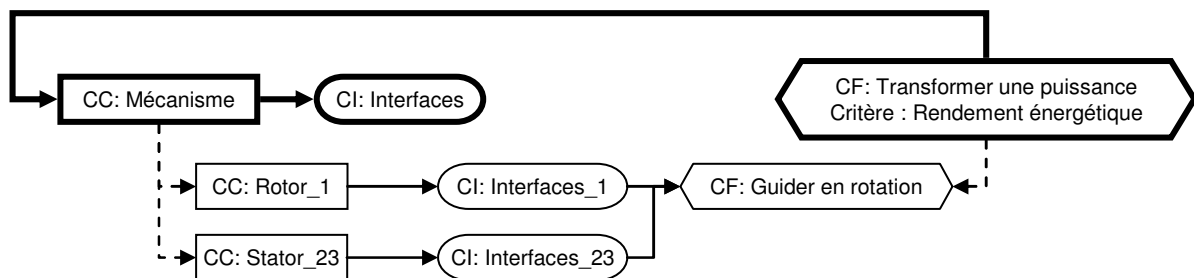 CC: Mécanisme
CI: Interfaces
CF: Transformer une puissance
Critère : Rendement énergétique
CC: Rotor_1
CI: Interfaces_1
CF: Guider en rotation
CC: Stator_23
CI: Interfaces_23